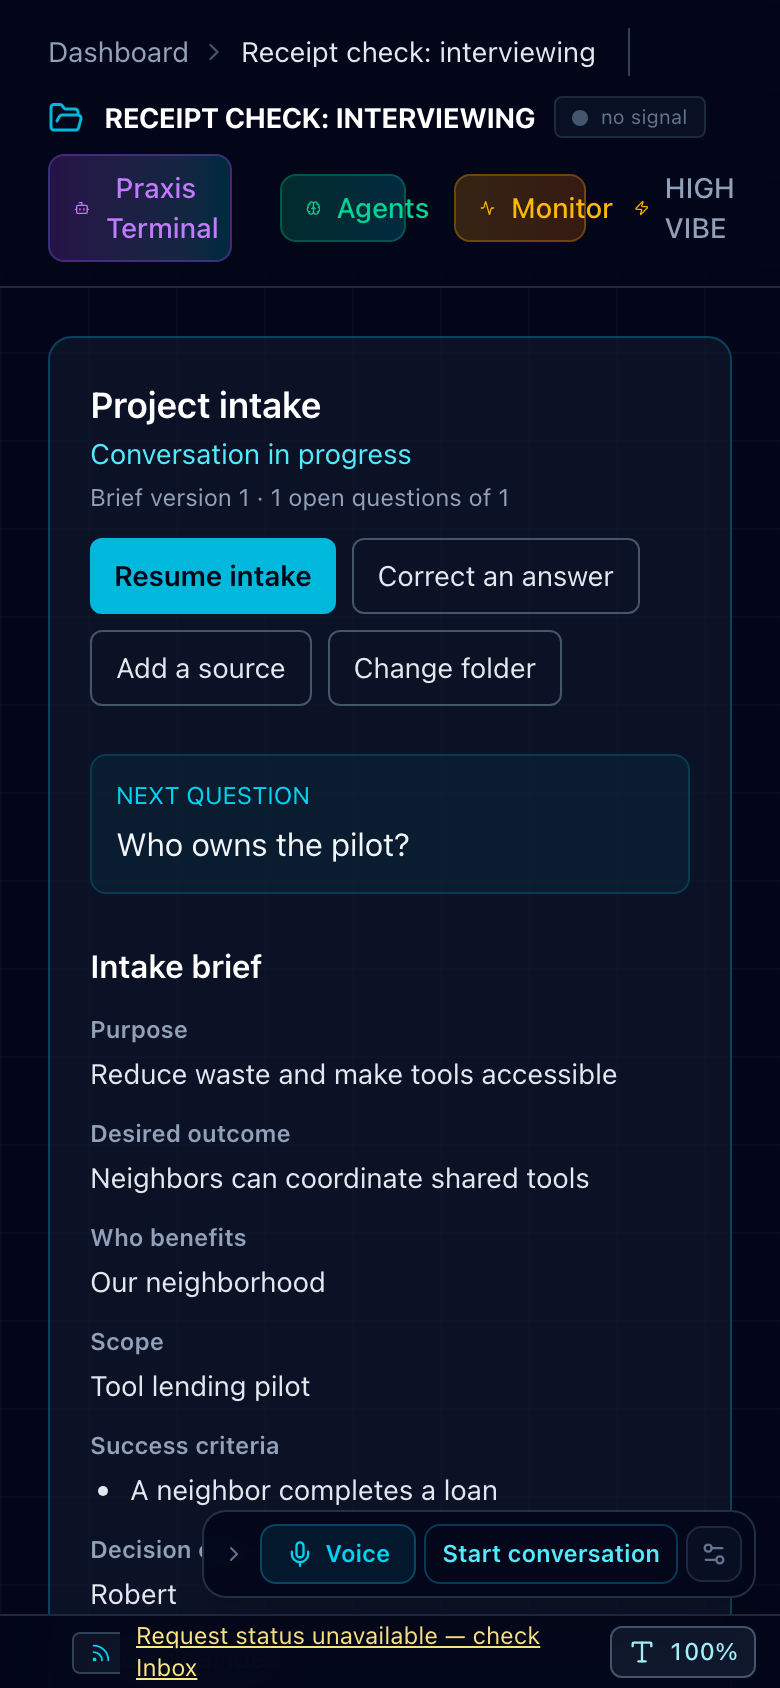 Dashboard > Receipt check: interviewing
RECEIPT CHECK: INTERVIEWING
no signal
Praxis
Terminal
Agents
Monitor
HIGH
VIBE
Project intake
Conversation in progress
Brief version 1 · 1 open questions of 1
Resume intake
Correct an answer
Add a source
Change folder
NEXT QUESTION
Who owns the pilot?
Intake brief
Purpose
Reduce waste and make tools accessible
Desired outcome
Neighbors can coordinate shared tools
Who benefits
Our neighborhood
Scope
Tool lending pilot
Success criteria
• A neighbor completes a loan
Decision
Robert
Voice
Start conversation
Request status unavailable — check
Inbox
100%